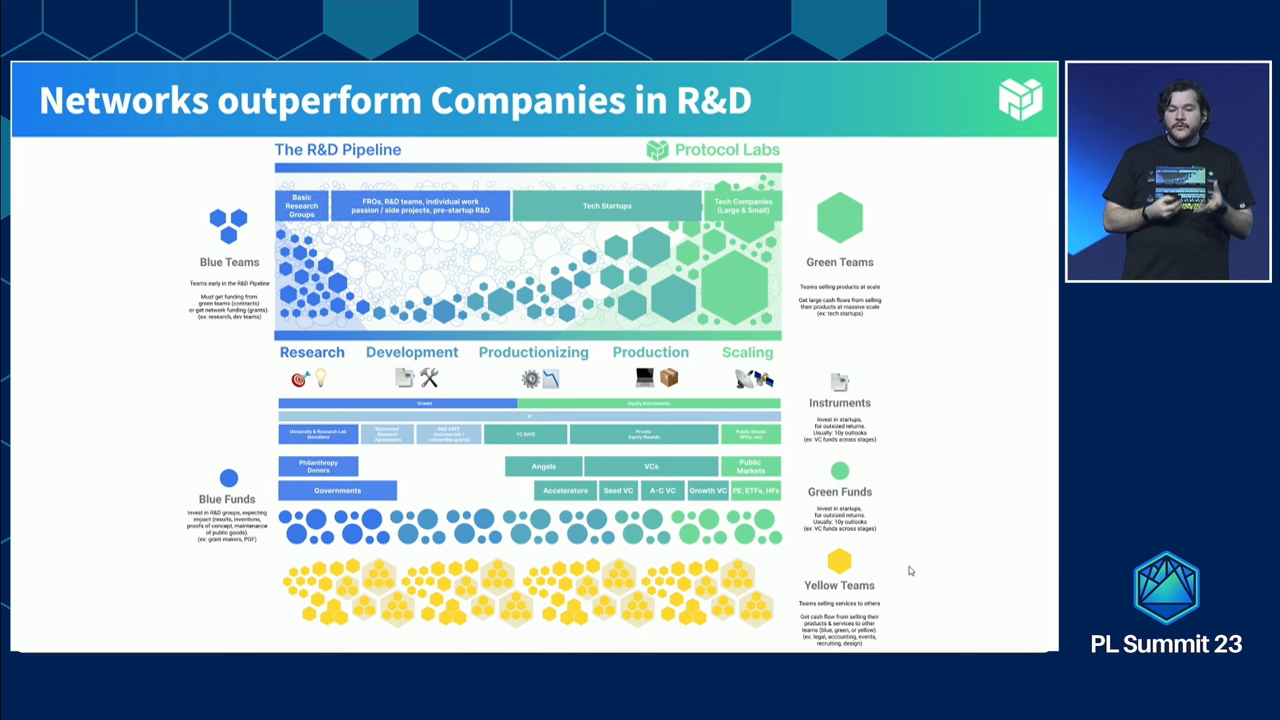 Networks outperform Companies in R&D
The R&D Pipeline
Protocol Labs
Basic
Research
Groups
FROs, R&D teams, individual work
passion / side projects, pre-startup R&D
Tech Startups
Tech Companies
(Large & Small)
Blue Teams
Teams early in the R&D Pipeline
Must get funding from
green teams (contracts)
or get network funding (grants)
(ex: research, dev teams)
Green Teams
Teams selling products at scale
Get large cash flows from selling
their products at massive scale
(ex: tech startups)
Research
Development
Productionizing
Production
Scaling
Grants
Equity Investments
University & Research Lab
Donations
Sponsored
Research
Agreements
R&D SAFE
(recoverable /
convertible grants)
YC SAFE
Private
Equity Rounds
Public Stocks
Instruments
Invest in startups,
for outsized returns.
Usually: 10y outlooks
(ex: VC funds across stages)
Philanthropy
Donors
Angels
VCs
Public
Markets
Governments
Accelerators
Seed VC
A-C VC
Growth VC
PE, ETFs, HFs
Blue Funds
Invest in R&D groups, expecting
impact (results, inventions,
proofs of concept, maintenance
of public goods)
(ex: grant makers, PGF)
Green Funds
Invest in startups,
for outsized returns.
Usually: 10y outlooks
(ex: VC funds across stages)
Yellow Teams
Teams selling services to others
Get cash flow from selling their
products & services to other
teams (blue, green, or yellow)
(ex: legal, accounting, events,
recruiting, design)
PL Summit 23